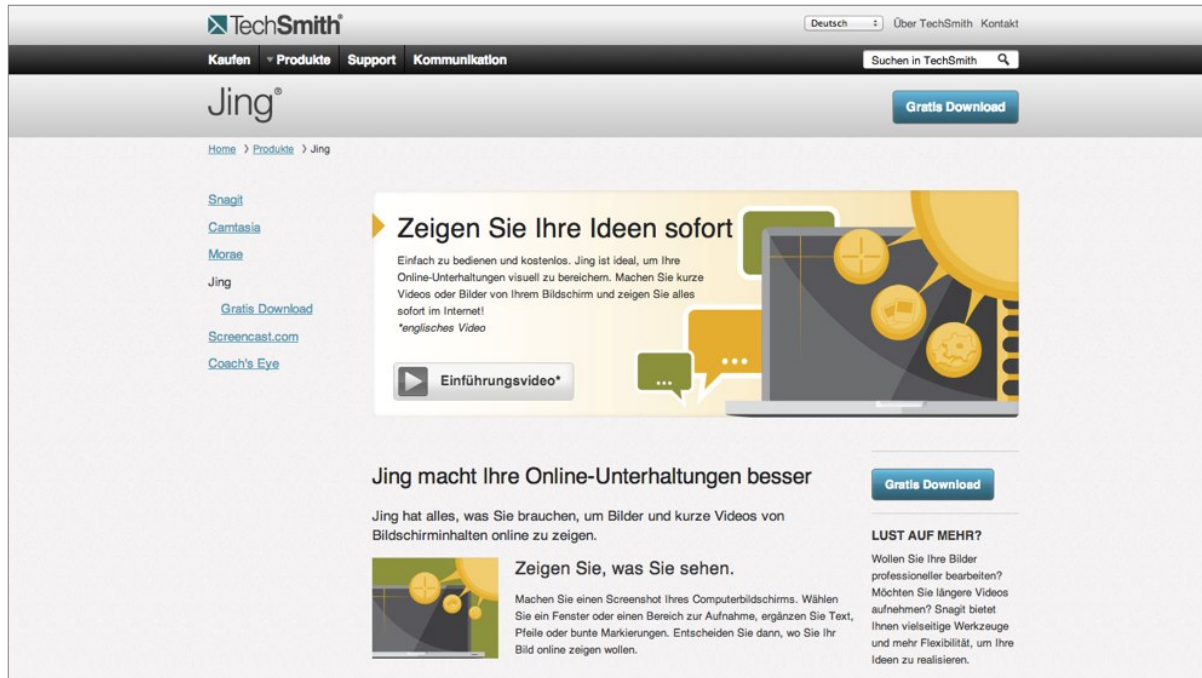 TechSmith®
Deutsch
Über TechSmith Kontakt
Kaufen Produkte Support Kommunikation
Suchen in TechSmith
Jing®
Gratis Download
Home > Produkte > Jing
Snagit
Camtasia
Morae
Jing
Gratis Download
Screencast.com
Coach's Eye
Zeigen Sie Ihre Ideen sofort
Einfach zu bedienen und kostenlos. Jing ist ideal, um Ihre
Online-Unterhaltungen visuell zu bereichern. Machen Sie kurze
Videos oder Bilder von Ihrem Bildschirm und zeigen Sie alles
sofort im Internet!
*englisches Video
Einführungsvideo*
Jing macht Ihre Online-Unterhaltungen besser
Jing hat alles, was Sie brauchen, um Bilder und kurze Videos von
Bildschirminhalten online zu zeigen.
Zeigen Sie, was Sie sehen.
Machen Sie einen Screenshot Ihres Computerbildschirms. Wählen
Sie ein Fenster oder einen Bereich zur Aufnahme, ergänzen Sie Text,
Pfeile oder bunte Markierungen. Entscheiden Sie dann, wo Sie Ihr
Bild online zeigen wollen.
Gratis Download
LUST AUF MEHR?
Wollen Sie Ihre Bilder
professioneller bearbeiten?
Möchten Sie längere Videos
aufnehmen? Snagit bietet
Ihnen vielseitige Werkzeuge
und mehr Flexibilität, um Ihre
Ideen zu realisieren.